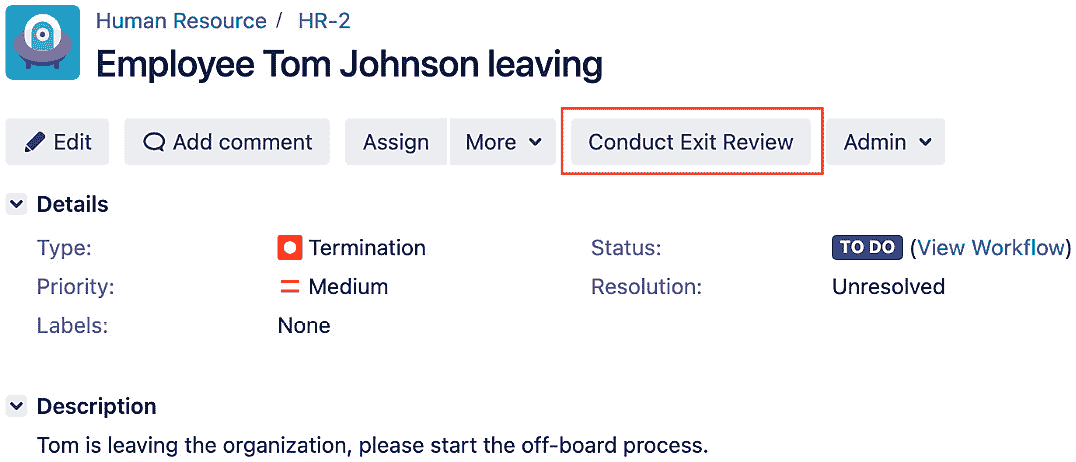 Human Resource / HR-2
Employee Tom Johnson leaving
Edit Add comment Assign More Conduct Exit Review Admin
Details
Type: Termination Status: TO DO (View Workflow)
Priority: Medium Resolution: Unresolved
Labels: None
Description
Tom is leaving the organization, please start the off-board process.